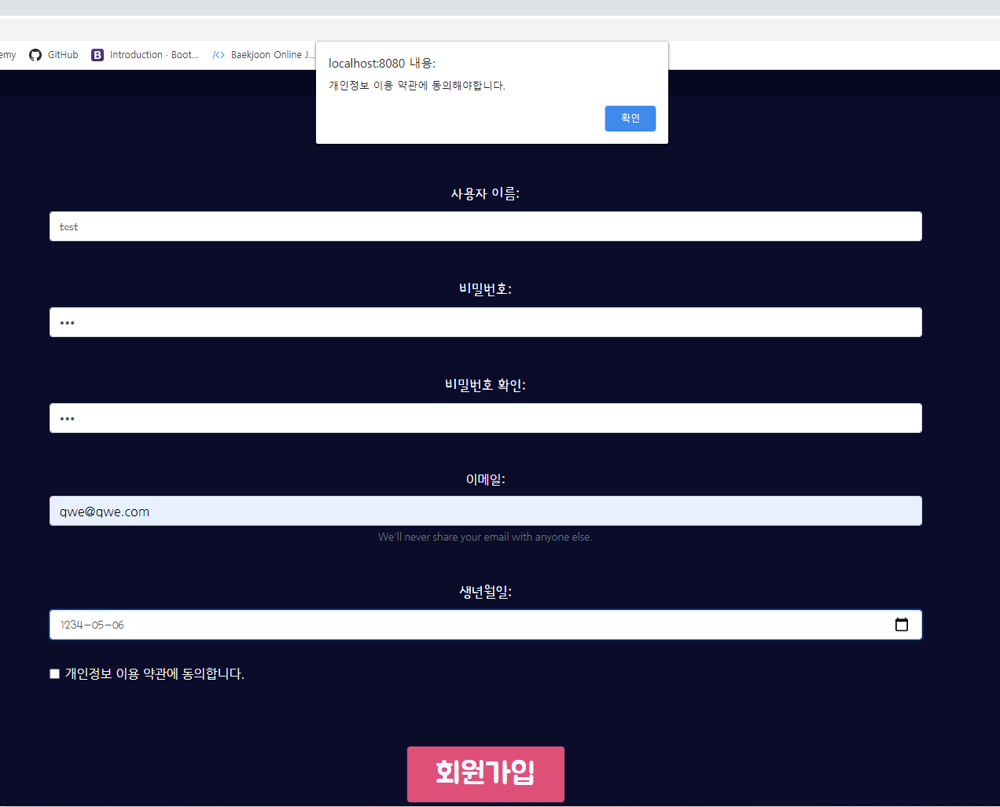 emy GitHub B Introduction · Boot... Baekjoon Online J...
localhost:8080 내용:
개인정보 이용 약관에 동의해야합니다.
확인
사용자 이름:
test
비밀번호:
•••
비밀번호 확인:
•••
이메일:
qwe@qwe.com
We'll never share your email with anyone else.
생년월일:
1234-05-06
개인정보 이용 약관에 동의합니다.
회원가입